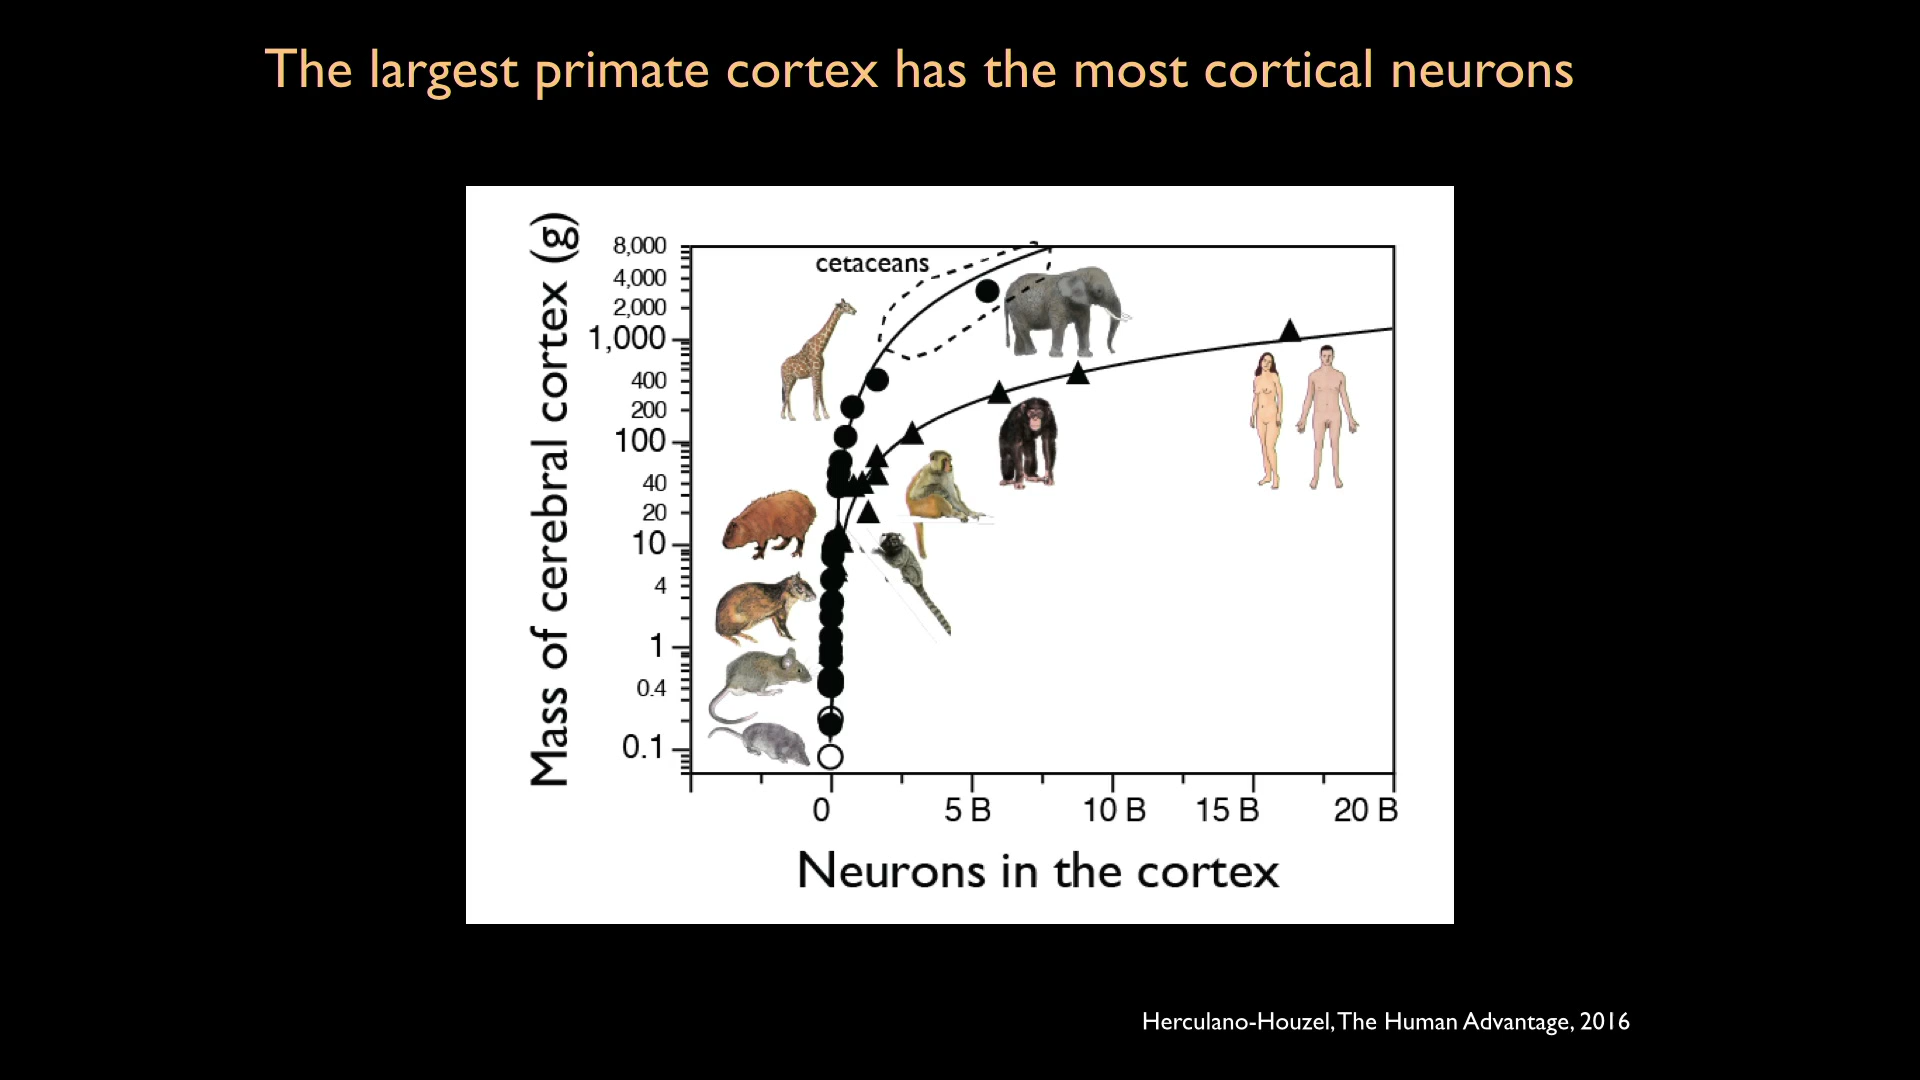 The largest primate cortex has the most cortical neurons
Mass of cerebral cortex (g)
8,000
4,000
2,000
1,000
400
200
100
40
20
10
4
1
0.4
0.1
cetaceans
0
5 B
10 B
15 B
20 B
Neurons in the cortex
Herculano-Houzel, The Human Advantage, 2016